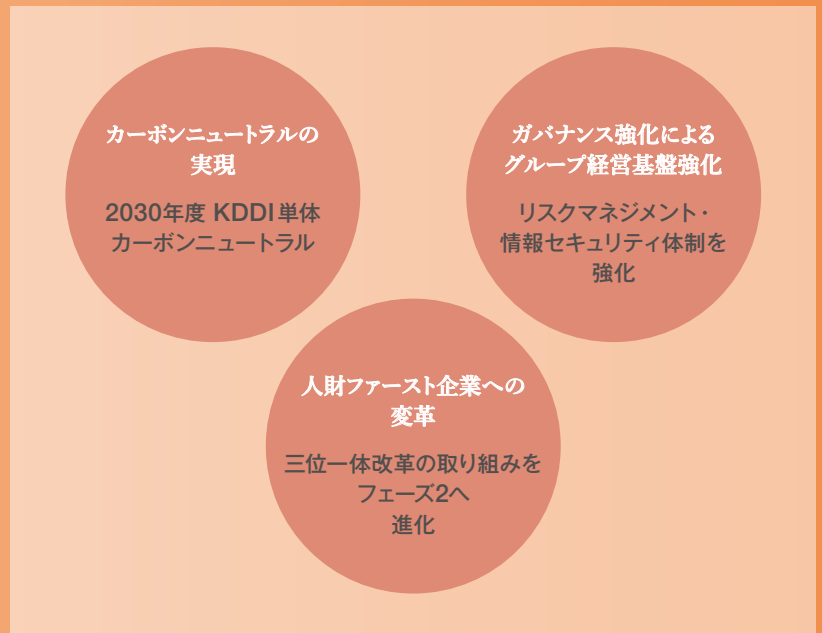 カーボンニュートラルの
実現
2030年度 KDDI単体
カーボンニュートラル
ガバナンス強化による
グループ経営基盤強化
リスクマネジメント・
情報セキュリティ体制を
強化
人財ファースト企業への
変革
三位一体改革の取り組みを
フェーズ2へ
進化